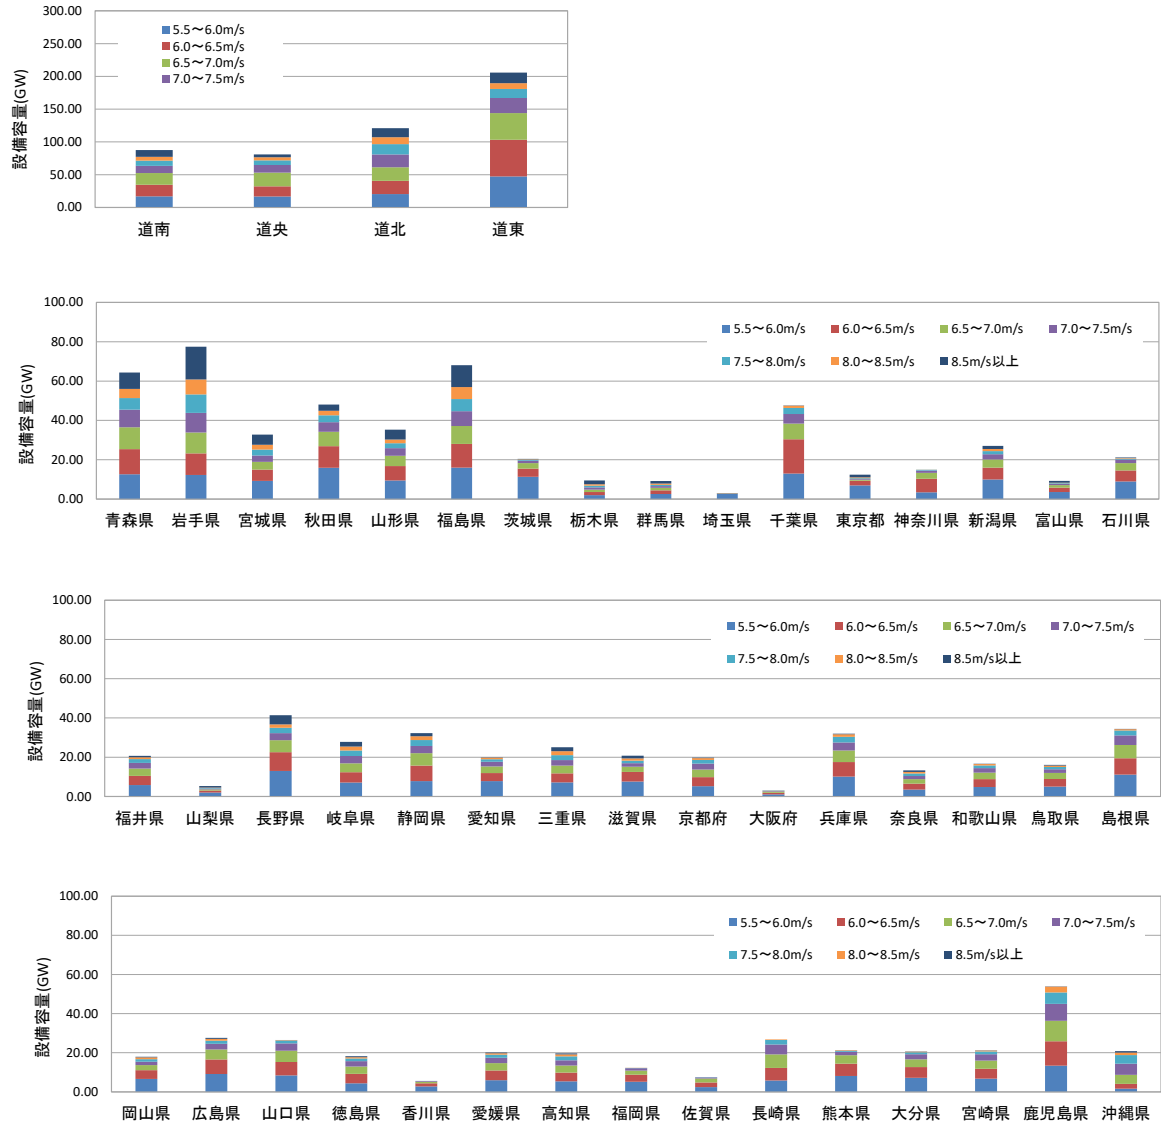 300.00
250.00
200.00
150.00
100.00
50.00
0.00
設備容量(GW)
5.5～6.0m/s
6.0～6.5m/s
6.5～7.0m/s
7.0～7.5m/s
道南 道央 道北 道東
100.00
80.00
60.00
40.00
20.00
0.00
設備容量(GW)
5.5～6.0m/s 6.0～6.5m/s 6.5～7.0m/s 7.0～7.5m/s
7.5～8.0m/s 8.0～8.5m/s 8.5m/s以上
青森県 岩手県 宮城県 秋田県 山形県 福島県 茨城県 栃木県 群馬県 埼玉県 千葉県 東京都 神奈川県 新潟県 富山県 石川県
100.00
80.00
60.00
40.00
20.00
0.00
設備容量(GW)
5.5～6.0m/s 6.0～6.5m/s 6.5～7.0m/s 7.0～7.5m/s
7.5～8.0m/s 8.0～8.5m/s 8.5m/s以上
福井県 山梨県 長野県 岐阜県 静岡県 愛知県 三重県 滋賀県 京都府 大阪府 兵庫県 奈良県 和歌山県 鳥取県 島根県
100.00
80.00
60.00
40.00
20.00
0.00
設備容量(GW)
5.5～6.0m/s 6.0～6.5m/s 6.5～7.0m/s 7.0～7.5m/s
7.5～8.0m/s 8.0～8.5m/s 8.5m/s以上
岡山県 広島県 山口県 徳島県 香川県 愛媛県 高知県 福岡県 佐賀県 長崎県 熊本県 大分県 宮崎県 鹿児島県 沖縄県